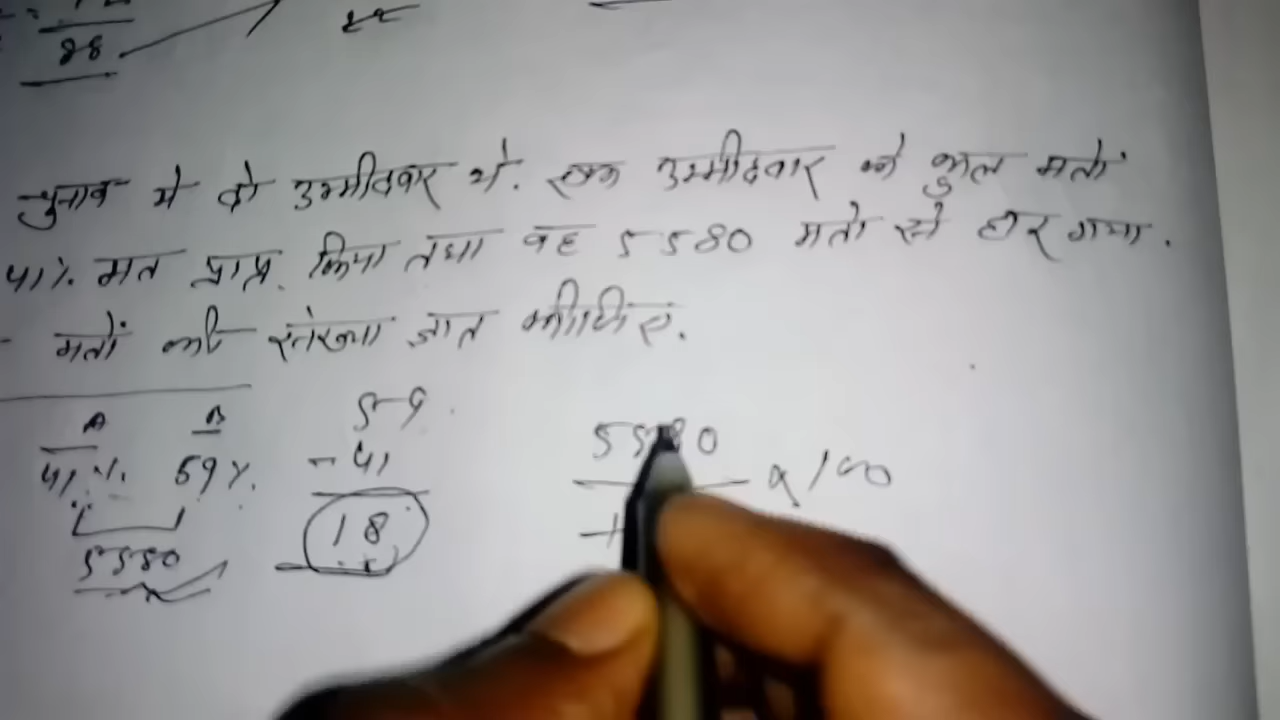 88
चुनाव मे दो उम्मीदवार थे. एक उम्मीदवार को कुल मतों
41% मत प्राप्त किया तथा वह 5580 मतो से हार गया.
मतों की संख्या ज्ञात कीजिए.
A B 59
41% 59% - 41 5580 x 100
5580 18